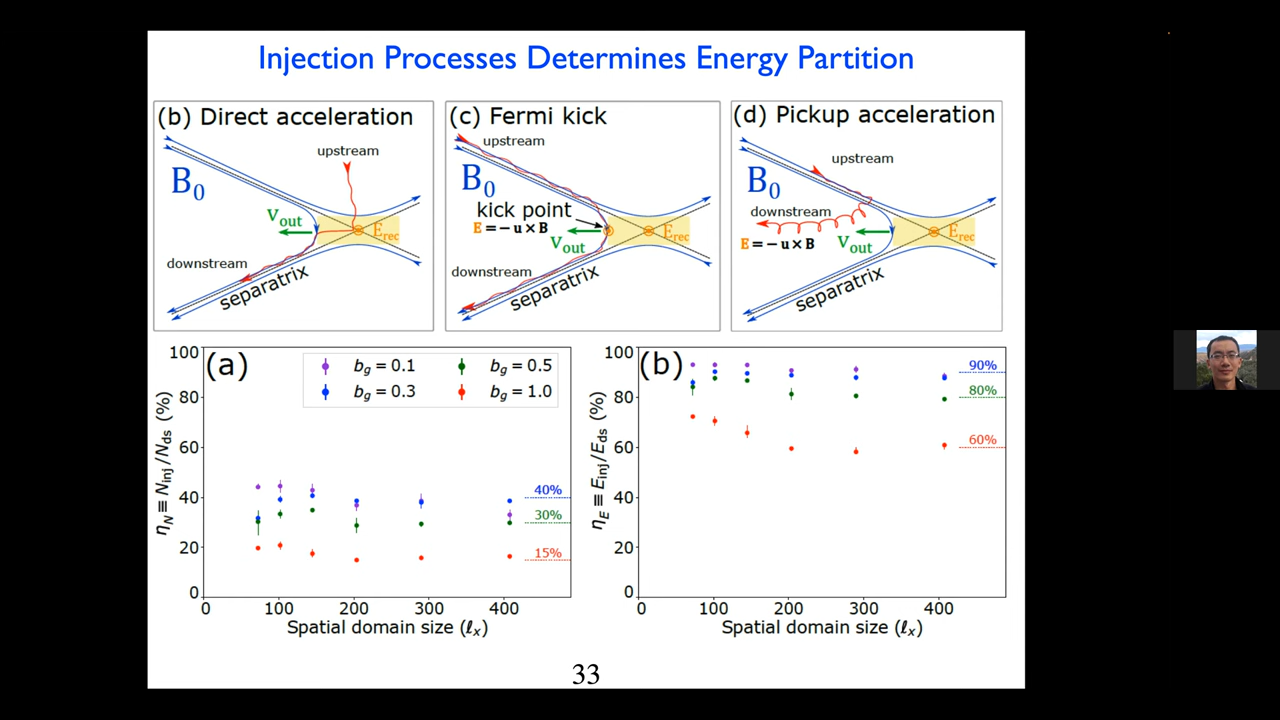 Injection Processes Determines Energy Partition
(b) Direct acceleration
upstream
B0
Vout
Erec
downstream
separatrix
(c) Fermi kick
upstream
B0
kick point
E = −u × B
Vout
Erec
downstream
separatrix
(d) Pickup acceleration
upstream
B0
downstream
E = −u × B
Vout
Erec
separatrix
(a)
bg = 0.1
bg = 0.3
bg = 0.5
bg = 1.0
ηN ≡ Ninj/Nds (%)
100
80
60
40
20
0
40%
30%
15%
0 100 200 300 400
Spatial domain size (ℓx)
(b)
ηE ≡ Einj/Eds (%)
100
80
60
40
20
0
90%
80%
60%
0 100 200 300 400
Spatial domain size (ℓx)
33